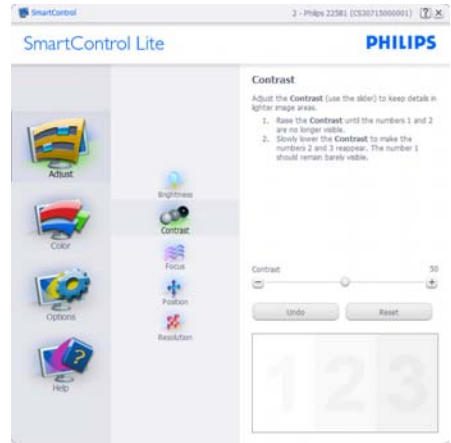 SmartControl
2 - Philips 225B1 (CS30715000001)
SmartControl Lite
PHILIPS
Adjust
Color
Options
Help
Brightness
Contrast
Focus
Position
Resolution
Contrast
Adjust the Contrast (use the slider) to keep details in
lighter image areas.
1. Raise the Contrast until the numbers 1 and 2
are no longer visible.
2. Slowly lower the Contrast to make the
numbers 2 and 3 reappear. The number 1
should remain barely visible.
Contrast
50
Undo
Reset
1 2 3